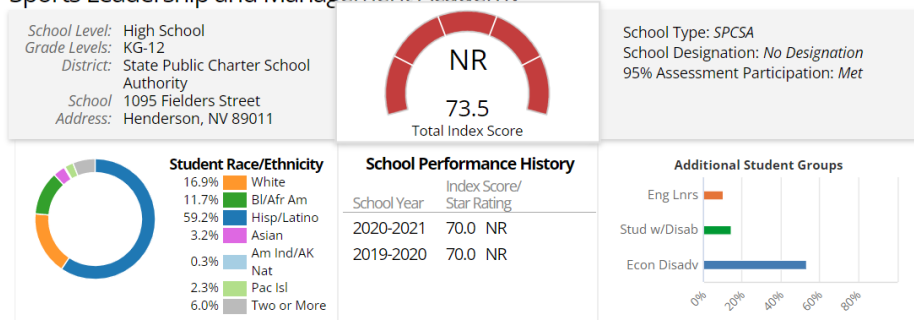 School Level: High School
Grade Levels: KG-12
District: State Public Charter School
Authority
School 1095 Fielders Street
Address: Henderson, NV 89011
NR
73.5
Total Index Score
School Type: SPCSA
School Designation: No Designation
95% Assessment Participation: Met
Student Race/Ethnicity
16.9% White
11.7% Bl/Afr Am
59.2% Hisp/Latino
3.2% Asian
0.3% Am Ind/AK
Nat
2.3% Pac Isl
6.0% Two or More
School Performance History
School Year Index Score/
Star Rating
2020-2021 70.0 NR
2019-2020 70.0 NR
Additional Student Groups
Eng Lnrs
Stud w/Disab
Econ Disadv
0% 20% 40% 60% 80%